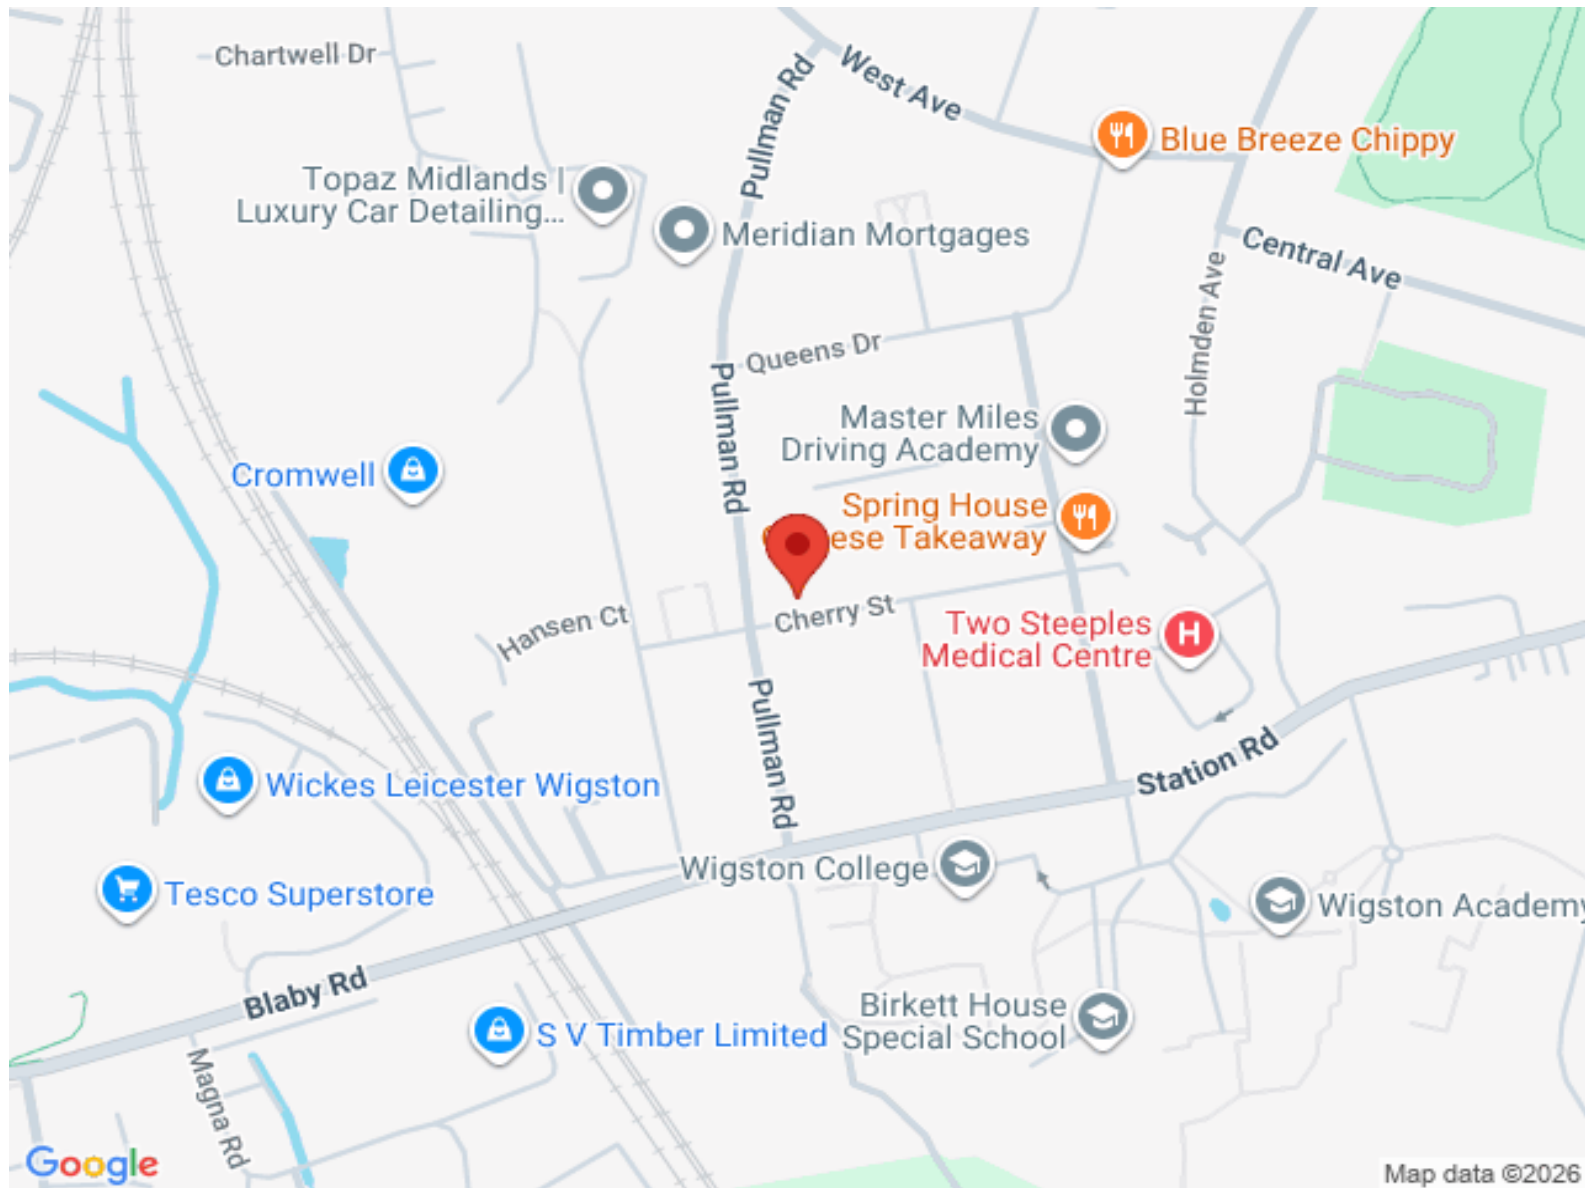 Chartwell Dr
Pullman Rd
West Ave
Blue Breeze Chippy
Topaz Midlands |
Luxury Car Detailing...
Meridian Mortgages
Central Ave
Holmden Ave
Queens Dr
Pullman Rd
Master Miles
Driving Academy
Cromwell
Spring House
ese Takeaway
Hansen Ct
Cherry St
Two Steeples
Medical Centre
Pullman Rd
Station Rd
Wickes Leicester Wigston
Wigston College
Tesco Superstore
Wigston Academy
Blaby Rd
Birkett House
Special School
S V Timber Limited
Magna Rd
Google
Map data ©2026